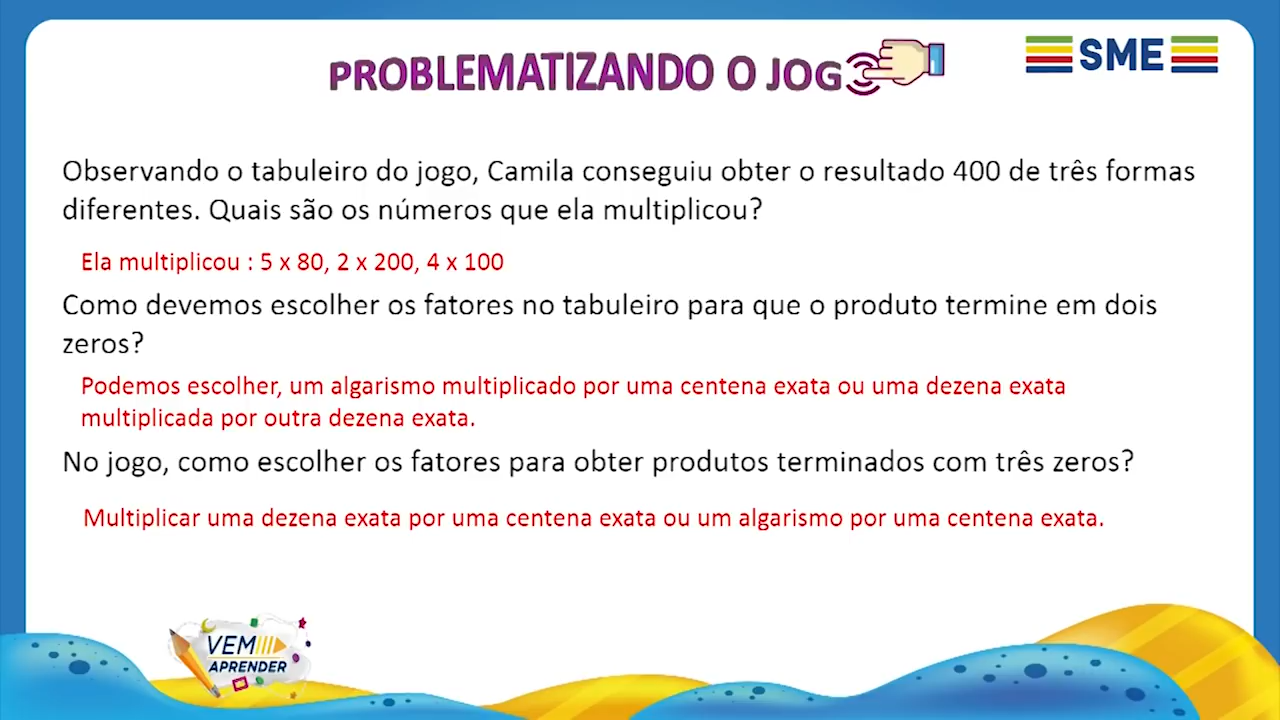 PROBLEMATIZANDO O JOGO
SME
Observando o tabuleiro do jogo, Camila conseguiu obter o resultado 400 de três formas
diferentes. Quais são os números que ela multiplicou?
Ela multiplicou : 5 x 80, 2 x 200, 4 x 100
Como devemos escolher os fatores no tabuleiro para que o produto termine em dois
zeros?
Podemos escolher, um algarismo multiplicado por uma centena exata ou uma dezena exata
multiplicada por outra dezena exata.
No jogo, como escolher os fatores para obter produtos terminados com três zeros?
Multiplicar uma dezena exata por uma centena exata ou um algarismo por uma centena exata.
VEM
APRENDER